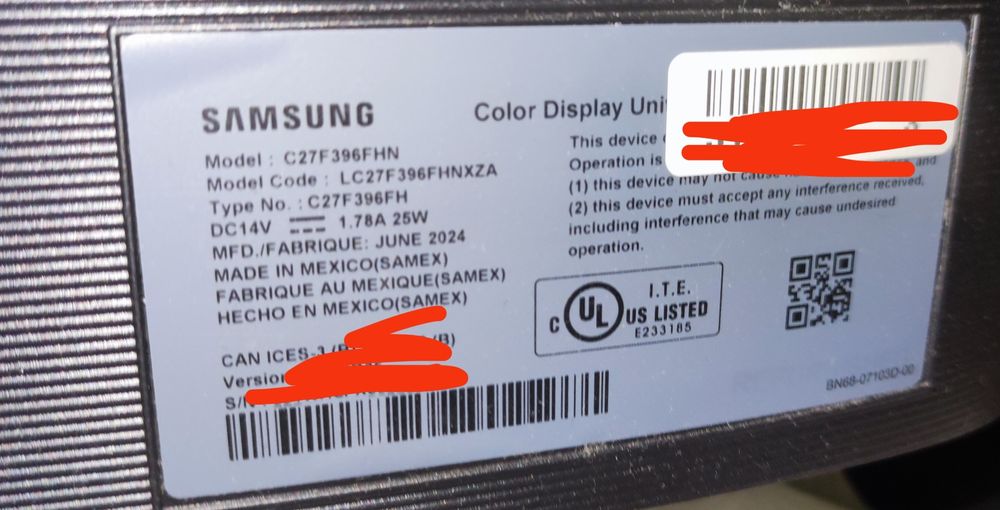 SAMSUNG
Model : C27F396FHN
Model Code : LC27F396FHNXZA
Type No. : C27F396FH
DC14V 1.78A 25W
MFD./FABRIQUE: JUNE 2024
MADE IN MEXICO(SAMEX)
FABRIQUE AU MEXIQUE(SAMEX)
HECHO EN MEXICO(SAMEX)
CAN ICES-3 /(B)
Version
S/N
Color Display Unit
This device
Operation is
(1) this device may not cause and
(2) this device must accept any interference received,
including interference that may cause undesired
operation.
C UL US LISTED
I.T.E.
E233185
BN68-07103D-00